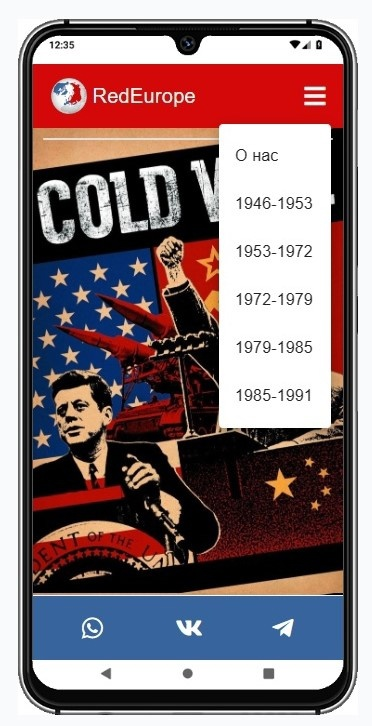 12:35
RedEurope
О нас
COLD W
1946-1953
1953-1972
1972-1979
1979-1985
1985-1991
DENT OF THE U